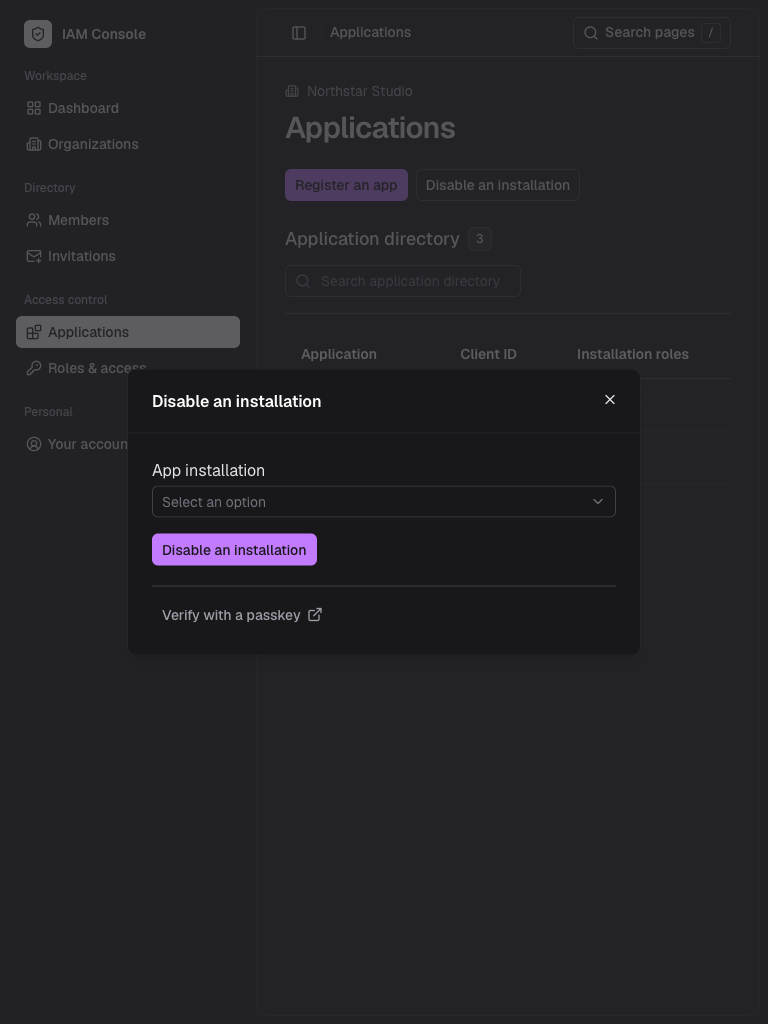 IAM Console
Workspace
Dashboard
Organizations
Directory
Members
Invitations
Access control
Applications
Roles & access
Personal
Your accoun
Applications
Search pages /
Northstar Studio
Applications
Register an app
Disable an installation
Application directory 3
Search application directory
Application Client ID Installation roles
Disable an installation
App installation
Select an option
Disable an installation
Verify with a passkey